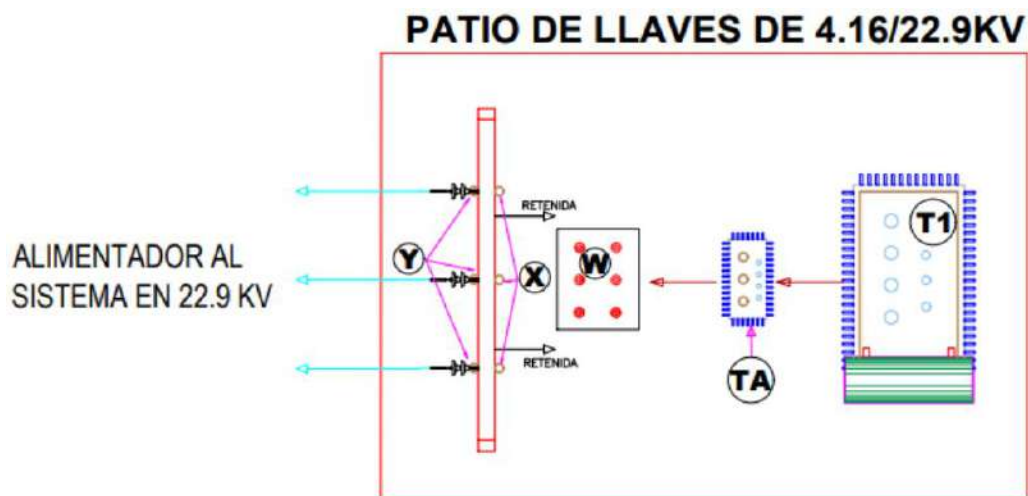 PATIO DE LLAVES DE 4.16/22.9KV
RETENIDA
T1
ALIMENTADOR AL
SISTEMA EN 22.9 KV
Y
X
W
RETENIDA
TA